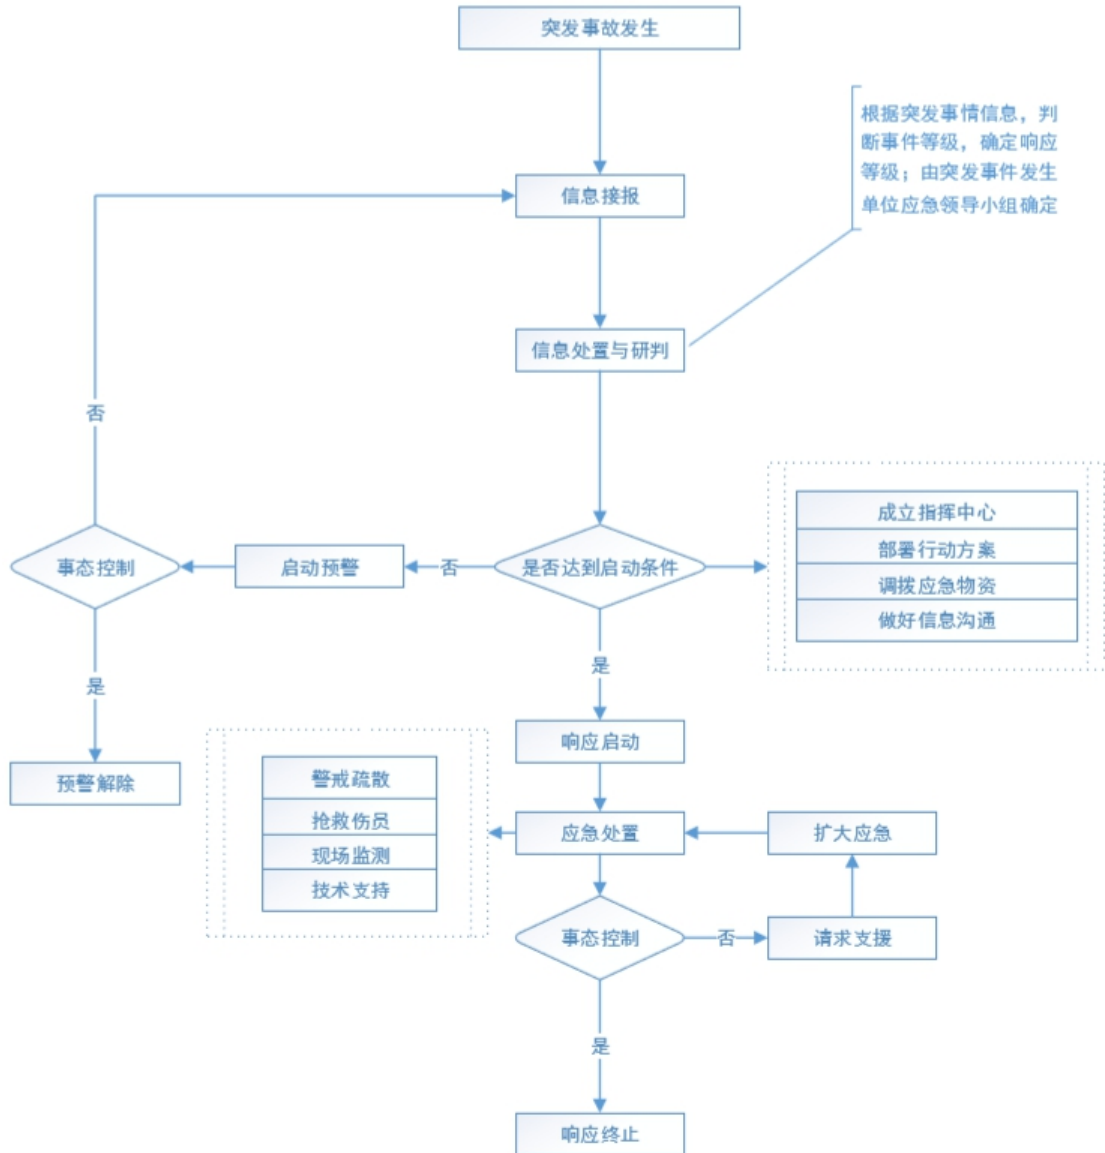 突发事故发生
根据突发事情信息，判
断事件等级，确定响应
等级；由突发事件发生
单位应急领导小组确定
信息接报
信息处置与研判
否
成立指挥中心
部署行动方案
调拨应急物资
做好信息沟通
事态控制
启动预警
否
是否达到启动条件
是
是
响应启动
预警解除
警戒疏散
抢救伤员
现场监测
技术支持
应急处置
扩大应急
事态控制
否
请求支援
是
响应终止